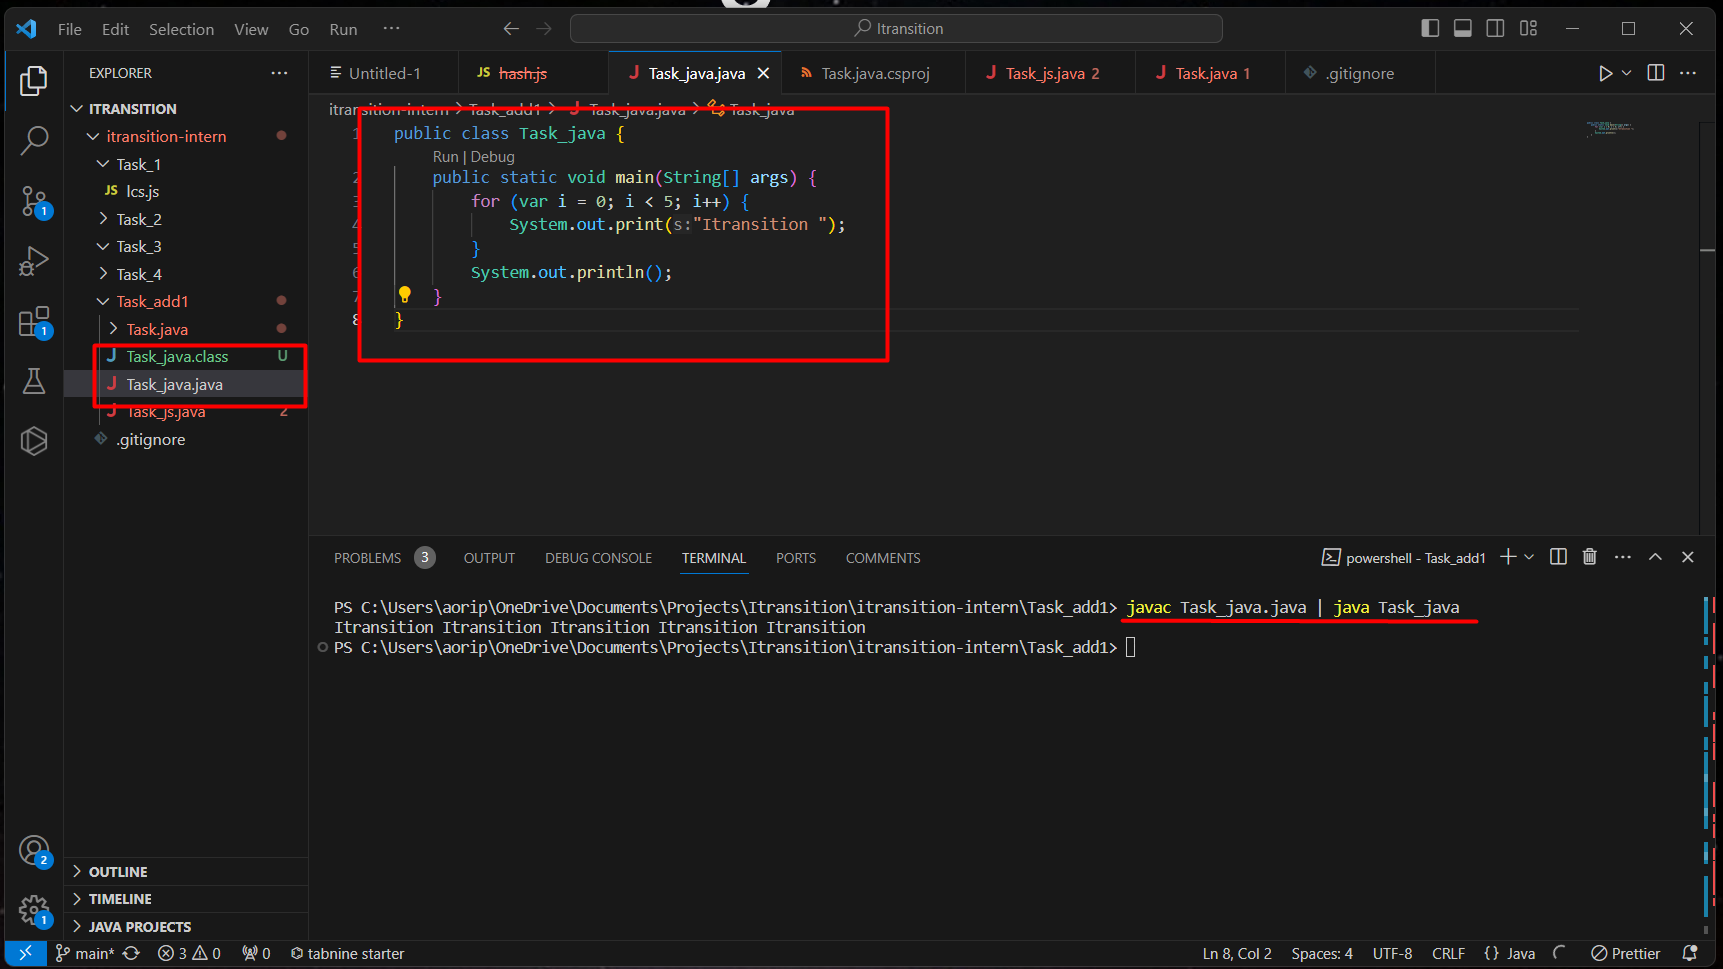 File Edit Selection View Go Run ··· Itransition
EXPLORER ···
ITRANSITION
itransition-intern
Task_1
JS lcs.js
Task_2
Task_3
Task_4
Task_add1
Task.java
J Task_java.class U
J Task_java.java
J Task_js.java 2
.gitignore
OUTLINE
TIMELINE
JAVA PROJECTS
Untitled-1 JS hash.js J Task_java.java Task.java.csproj J Task_js.java 2 J Task.java 1 .gitignore
itransition-intern > Task_add1 > J Task_java.java > Task_java
1 public class Task_java {
Run | Debug
2 public static void main(String[] args) {
3 for (var i = 0; i < 5; i++) {
4 System.out.print(s:"Itransition ");
5 }
6 System.out.println();
7 }
8 }
PROBLEMS 3 OUTPUT DEBUG CONSOLE TERMINAL PORTS COMMENTS powershell - Task_add1
PS C:\Users\aorip\OneDrive\Documents\Projects\Itransition\itransition-intern\Task_add1> javac Task_java.java | java Task_java
Itransition Itransition Itransition Itransition Itransition
PS C:\Users\aorip\OneDrive\Documents\Projects\Itransition\itransition-intern\Task_add1>
1
1
2
1
main* 3 0 0 tabnine starter Ln 8, Col 2 Spaces: 4 UTF-8 CRLF {} Java Prettier